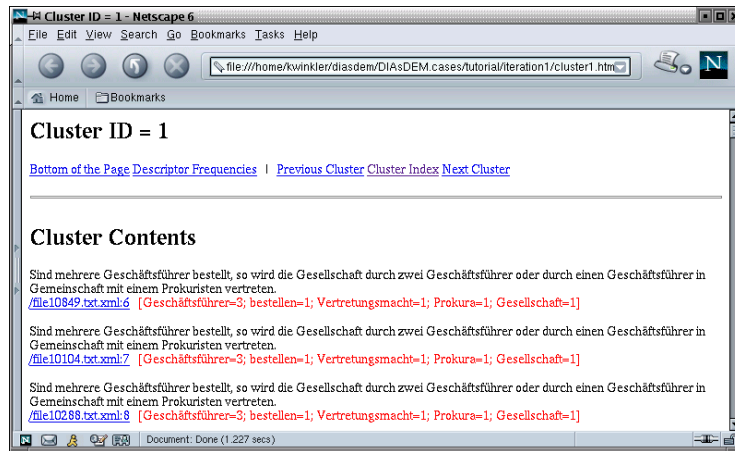 Cluster ID = 1 - Netscape 6
File Edit View Search Go Bookmarks Tasks Help
file:///home/kwinkler/diasdem/DIAsDEM.cases/tutorial/iteration1/cluster1.htm
N
Home Bookmarks
Cluster ID = 1
Bottom of the Page Descriptor Frequencies | Previous Cluster Cluster Index Next Cluster
Cluster Contents
Sind mehrere Geschäftsführer bestellt, so wird die Gesellschaft durch zwei Geschäftsführer oder durch einen Geschäftsführer in
Gemeinschaft mit einem Prokuristen vertreten.
/file10849.txt.xml:6 [Geschäftsführer=3; bestellen=1; Vertretungsmacht=1; Prokura=1; Gesellschaft=1]
Sind mehrere Geschäftsführer bestellt, so wird die Gesellschaft durch zwei Geschäftsführer oder durch einen Geschäftsführer in
Gemeinschaft mit einem Prokuristen vertreten.
/file10104.txt.xml:7 [Geschäftsführer=3; bestellen=1; Vertretungsmacht=1; Prokura=1; Gesellschaft=1]
Sind mehrere Geschäftsführer bestellt, so wird die Gesellschaft durch zwei Geschäftsführer oder durch einen Geschäftsführer in
Gemeinschaft mit einem Prokuristen vertreten.
/file10288.txt.xml:8 [Geschäftsführer=3; bestellen=1; Vertretungsmacht=1; Prokura=1; Gesellschaft=1]
Document: Done (1.227 secs)